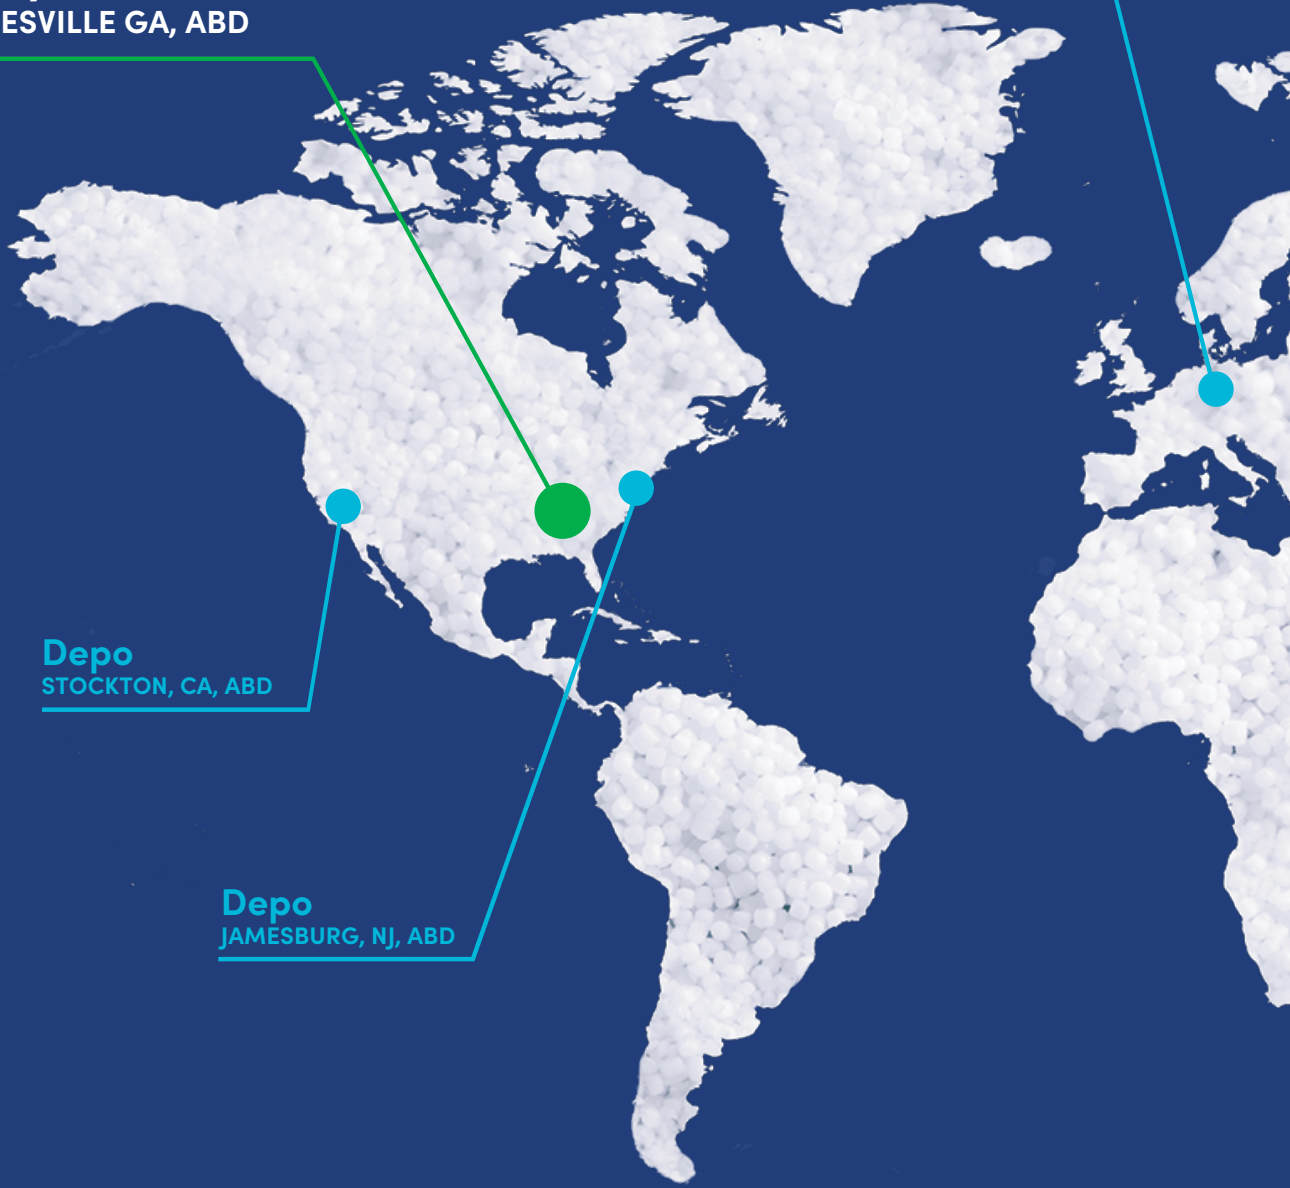 ESVILLE GA, ABD
Depo
STOCKTON, CA, ABD
Depo
JAMESBURG, NJ, ABD